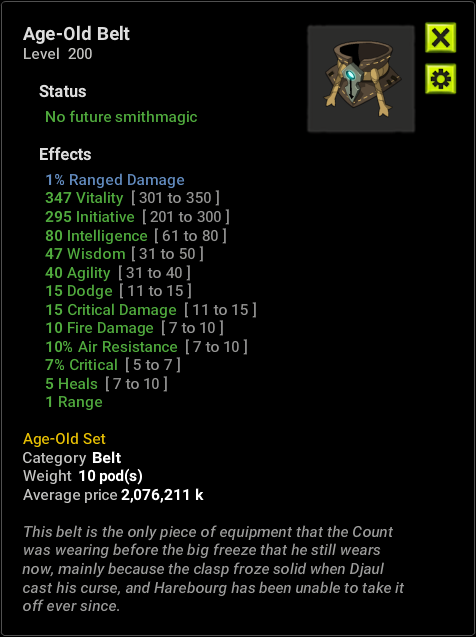 Age-Old Belt
Level 200
Status
No future smithmagic
Effects
1% Ranged Damage
347 Vitality [ 301 to 350 ]
295 Initiative [ 201 to 300 ]
80 Intelligence [ 61 to 80 ]
47 Wisdom [ 31 to 50 ]
40 Agility [ 31 to 40 ]
15 Dodge [ 11 to 15 ]
15 Critical Damage [ 11 to 15 ]
10 Fire Damage [ 7 to 10 ]
10% Air Resistance [ 7 to 10 ]
7% Critical [ 5 to 7 ]
5 Heals [ 7 to 10 ]
1 Range
Age-Old Set
Category Belt
Weight 10 pod(s)
Average price 2,076,211 k
This belt is the only piece of equipment that the Count
was wearing before the big freeze that he still wears
now, mainly because the clasp froze solid when Djaul
cast his curse, and Harebourg has been unable to take it
off ever since.